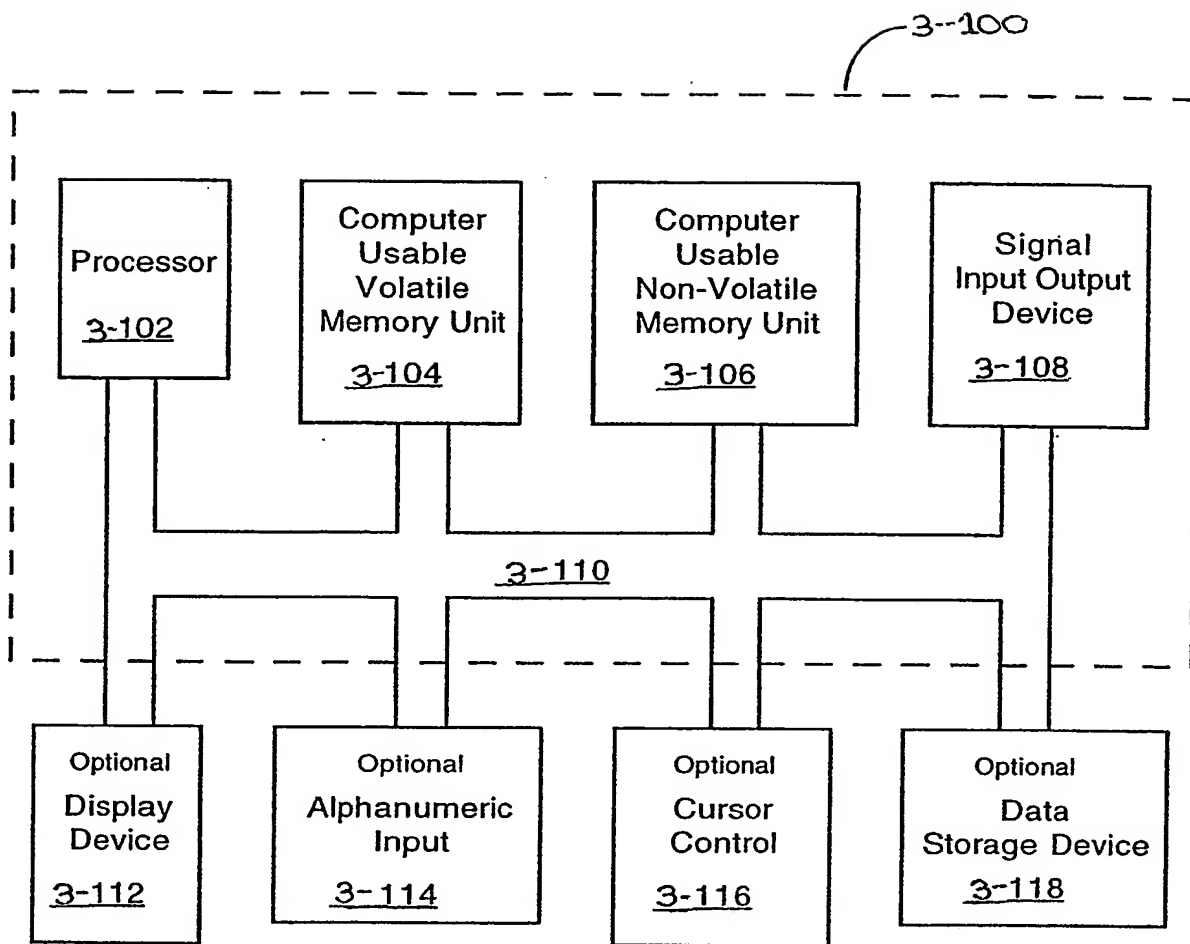 3--100
Processor
3-102
Computer
Usable
Volatile
Memory Unit
3-104
Computer
Usable
Non-Volatile
Memory Unit
3-106
Signal
Input Output
Device
3-108
3-110
Optional
Display
Device
3-112
Optional
Alphanumeric
Input
3-114
Optional
Cursor
Control
3-116
Optional
Data
Storage Device
3-118